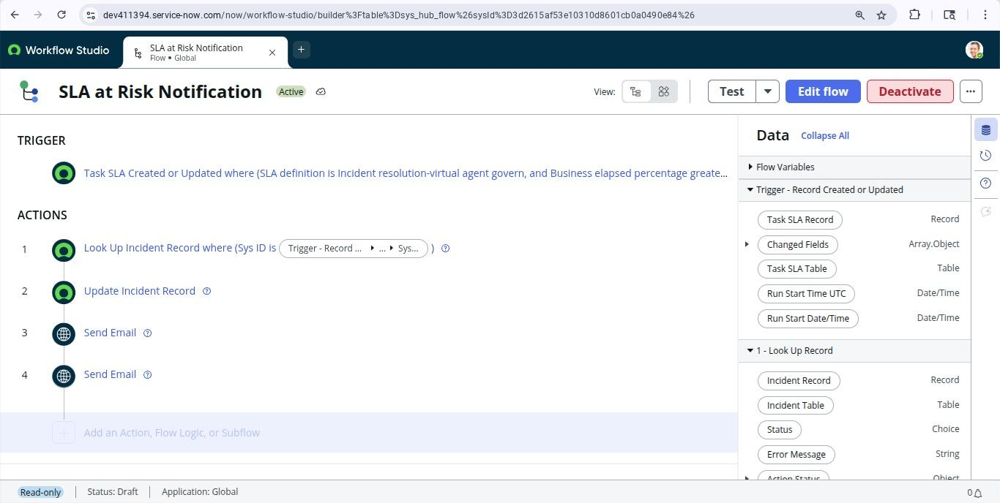 dev411394.service-now.com/now/workflow-studio/builder%3Ftable%3Dsys_hub_flow%26sysId%3D3d2615af53e10310d8601cb0a0490e84%26
Workflow Studio
SLA at Risk Notification
Flow • Global
SLA at Risk Notification
Active
View:
Test
Edit flow
Deactivate
TRIGGER
Task SLA Created or Updated where (SLA definition is Incident resolution-virtual agent govern, and Business elapsed percentage greate...
ACTIONS
1 Look Up Incident Record where (Sys ID is Trigger - Record ... ... Sys... )
2 Update Incident Record
3 Send Email
4 Send Email
Add an Action, Flow Logic, or Subflow
Data Collapse All
Flow Variables
Trigger - Record Created or Updated
Task SLA Record Record
Changed Fields Array.Object
Task SLA Table Table
Run Start Time UTC Date/Time
Run Start Date/Time Date/Time
1 - Look Up Record
Incident Record Record
Incident Table Table
Status Choice
Error Message String
Action Status Object
Read-only Status: Draft Application: Global 0